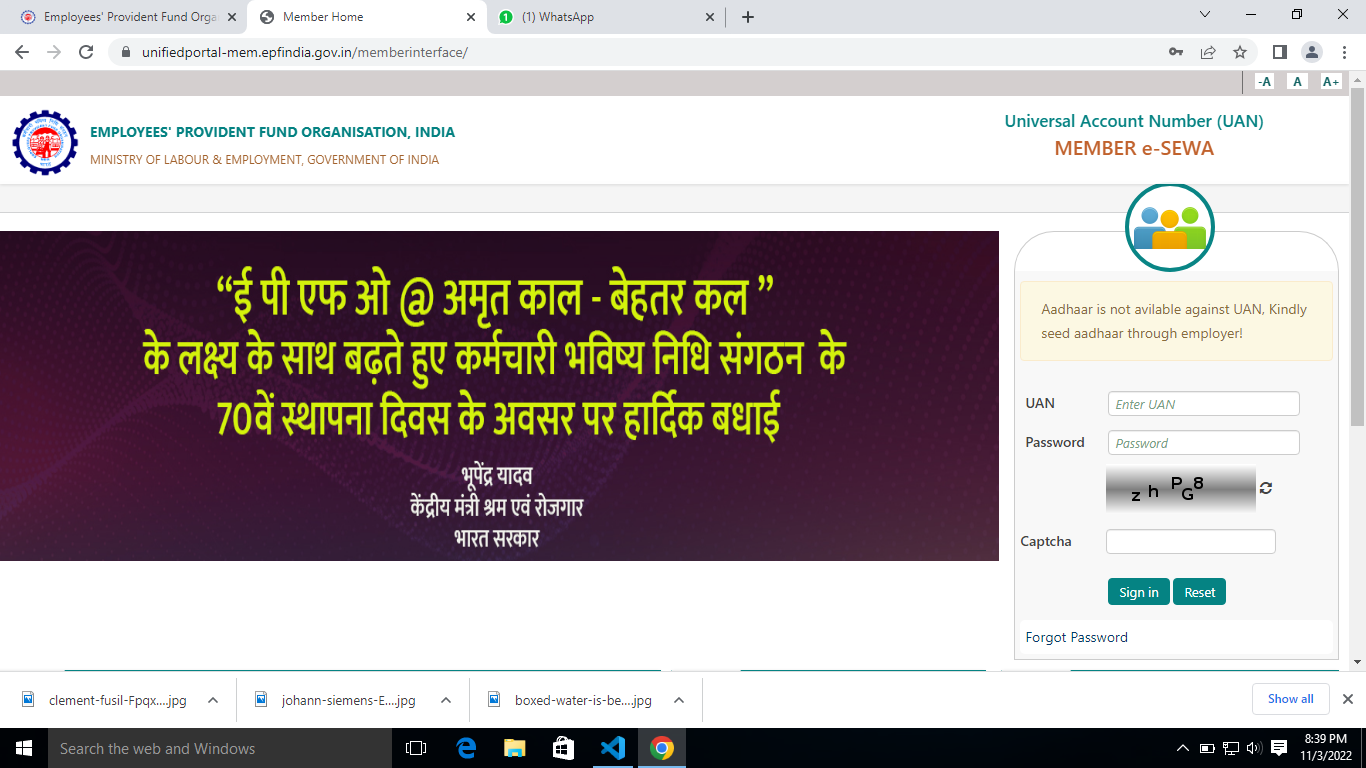 Employees' Provident Fund Orga
Member Home
(1) WhatsApp
unifiedportal-mem.epfindia.gov.in/memberinterface/
-A A A+
EMPLOYEES' PROVIDENT FUND ORGANISATION, INDIA
MINISTRY OF LABOUR & EMPLOYMENT, GOVERNMENT OF INDIA
Universal Account Number (UAN)
MEMBER e-SEWA
“ई पी एफ ओ @ अमृत काल - बेहतर कल ”
के लक्ष्य के साथ बढ़ते हुए कर्मचारी भविष्य निधि संगठन के
70वें स्थापना दिवस के अवसर पर हार्दिक बधाई
भूपेंद्र यादव
केंद्रीय मंत्री श्रम एवं रोजगार
भारत सरकार
Aadhaar is not avilable against UAN, Kindly
seed aadhaar through employer!
UAN Enter UAN
Password Password
z h P G 8
Captcha
Sign in Reset
Forgot Password
clement-fusil-Fpqx....jpg
johann-siemens-E....jpg
boxed-water-is-be....jpg
Show all
Search the web and Windows
8:39 PM
11/3/2022